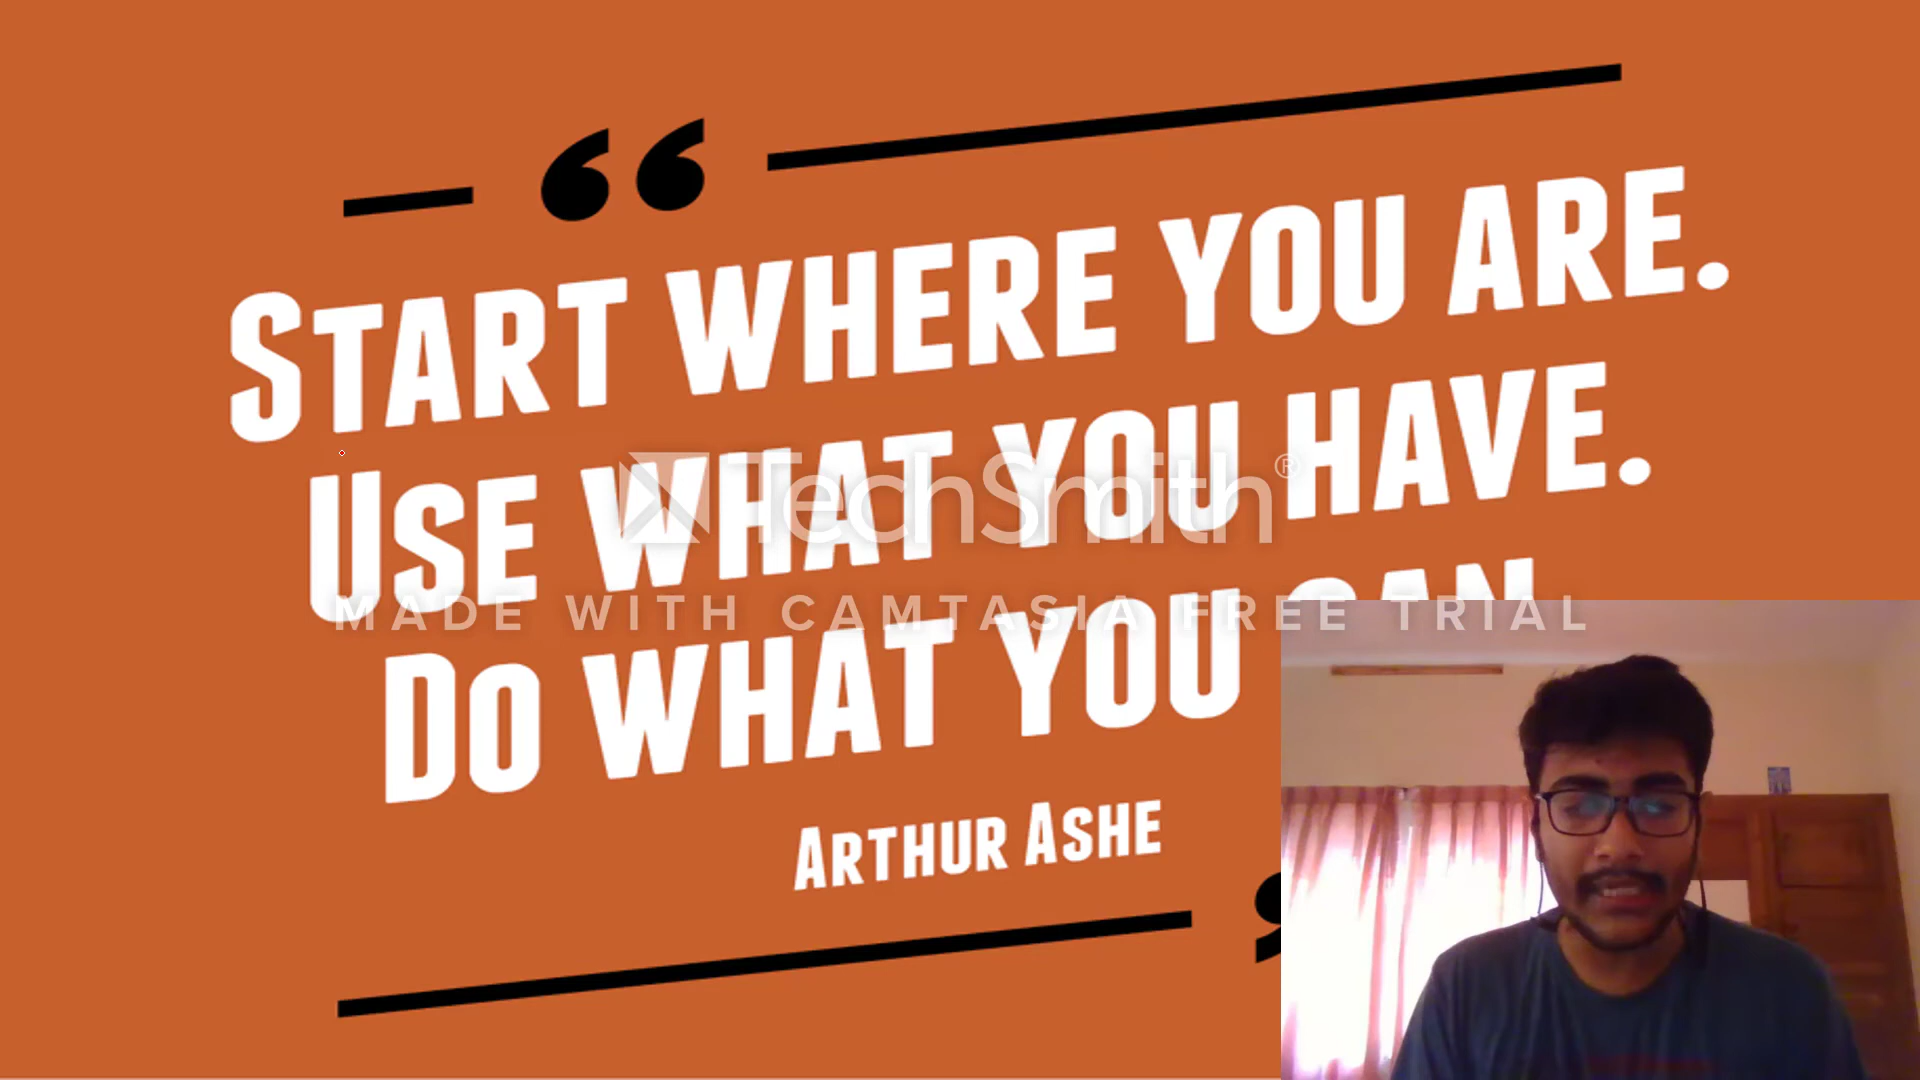 “
Start where you are.
Use what you have.
Do what you can
Arthur Ashe
TechSmith®
MADE WITH CAMTASIA FREE TRIAL